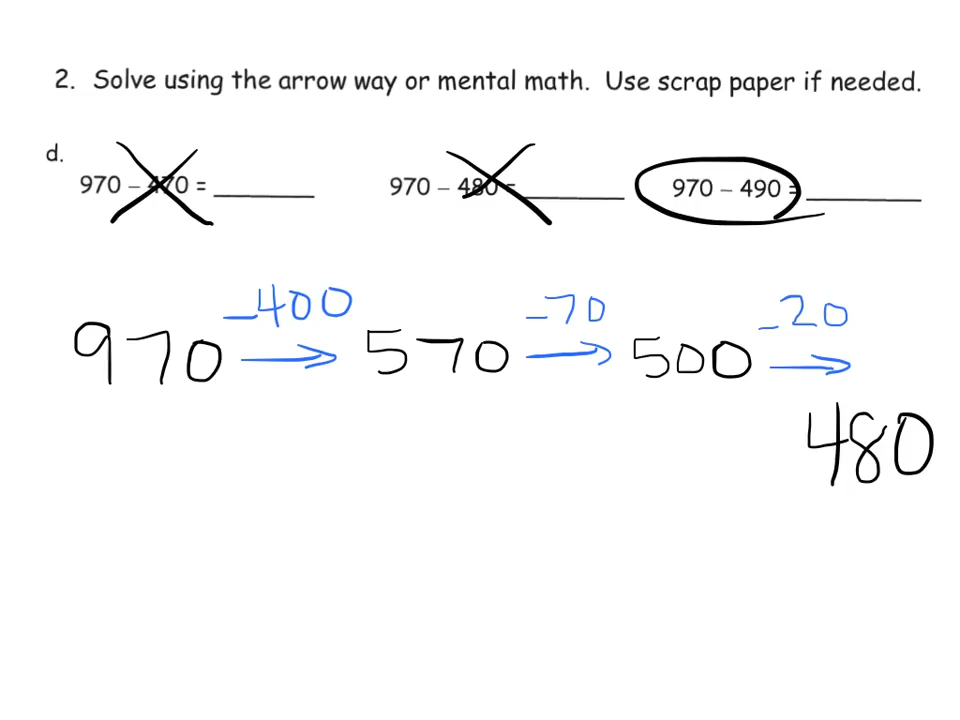 2. Solve using the arrow way or mental math. Use scrap paper if needed.
d.
970 – 470 = ________ 970 – 480 = ________ 970 – 490 = ________
-400 -70 -20
970 → 570 → 500 →
480